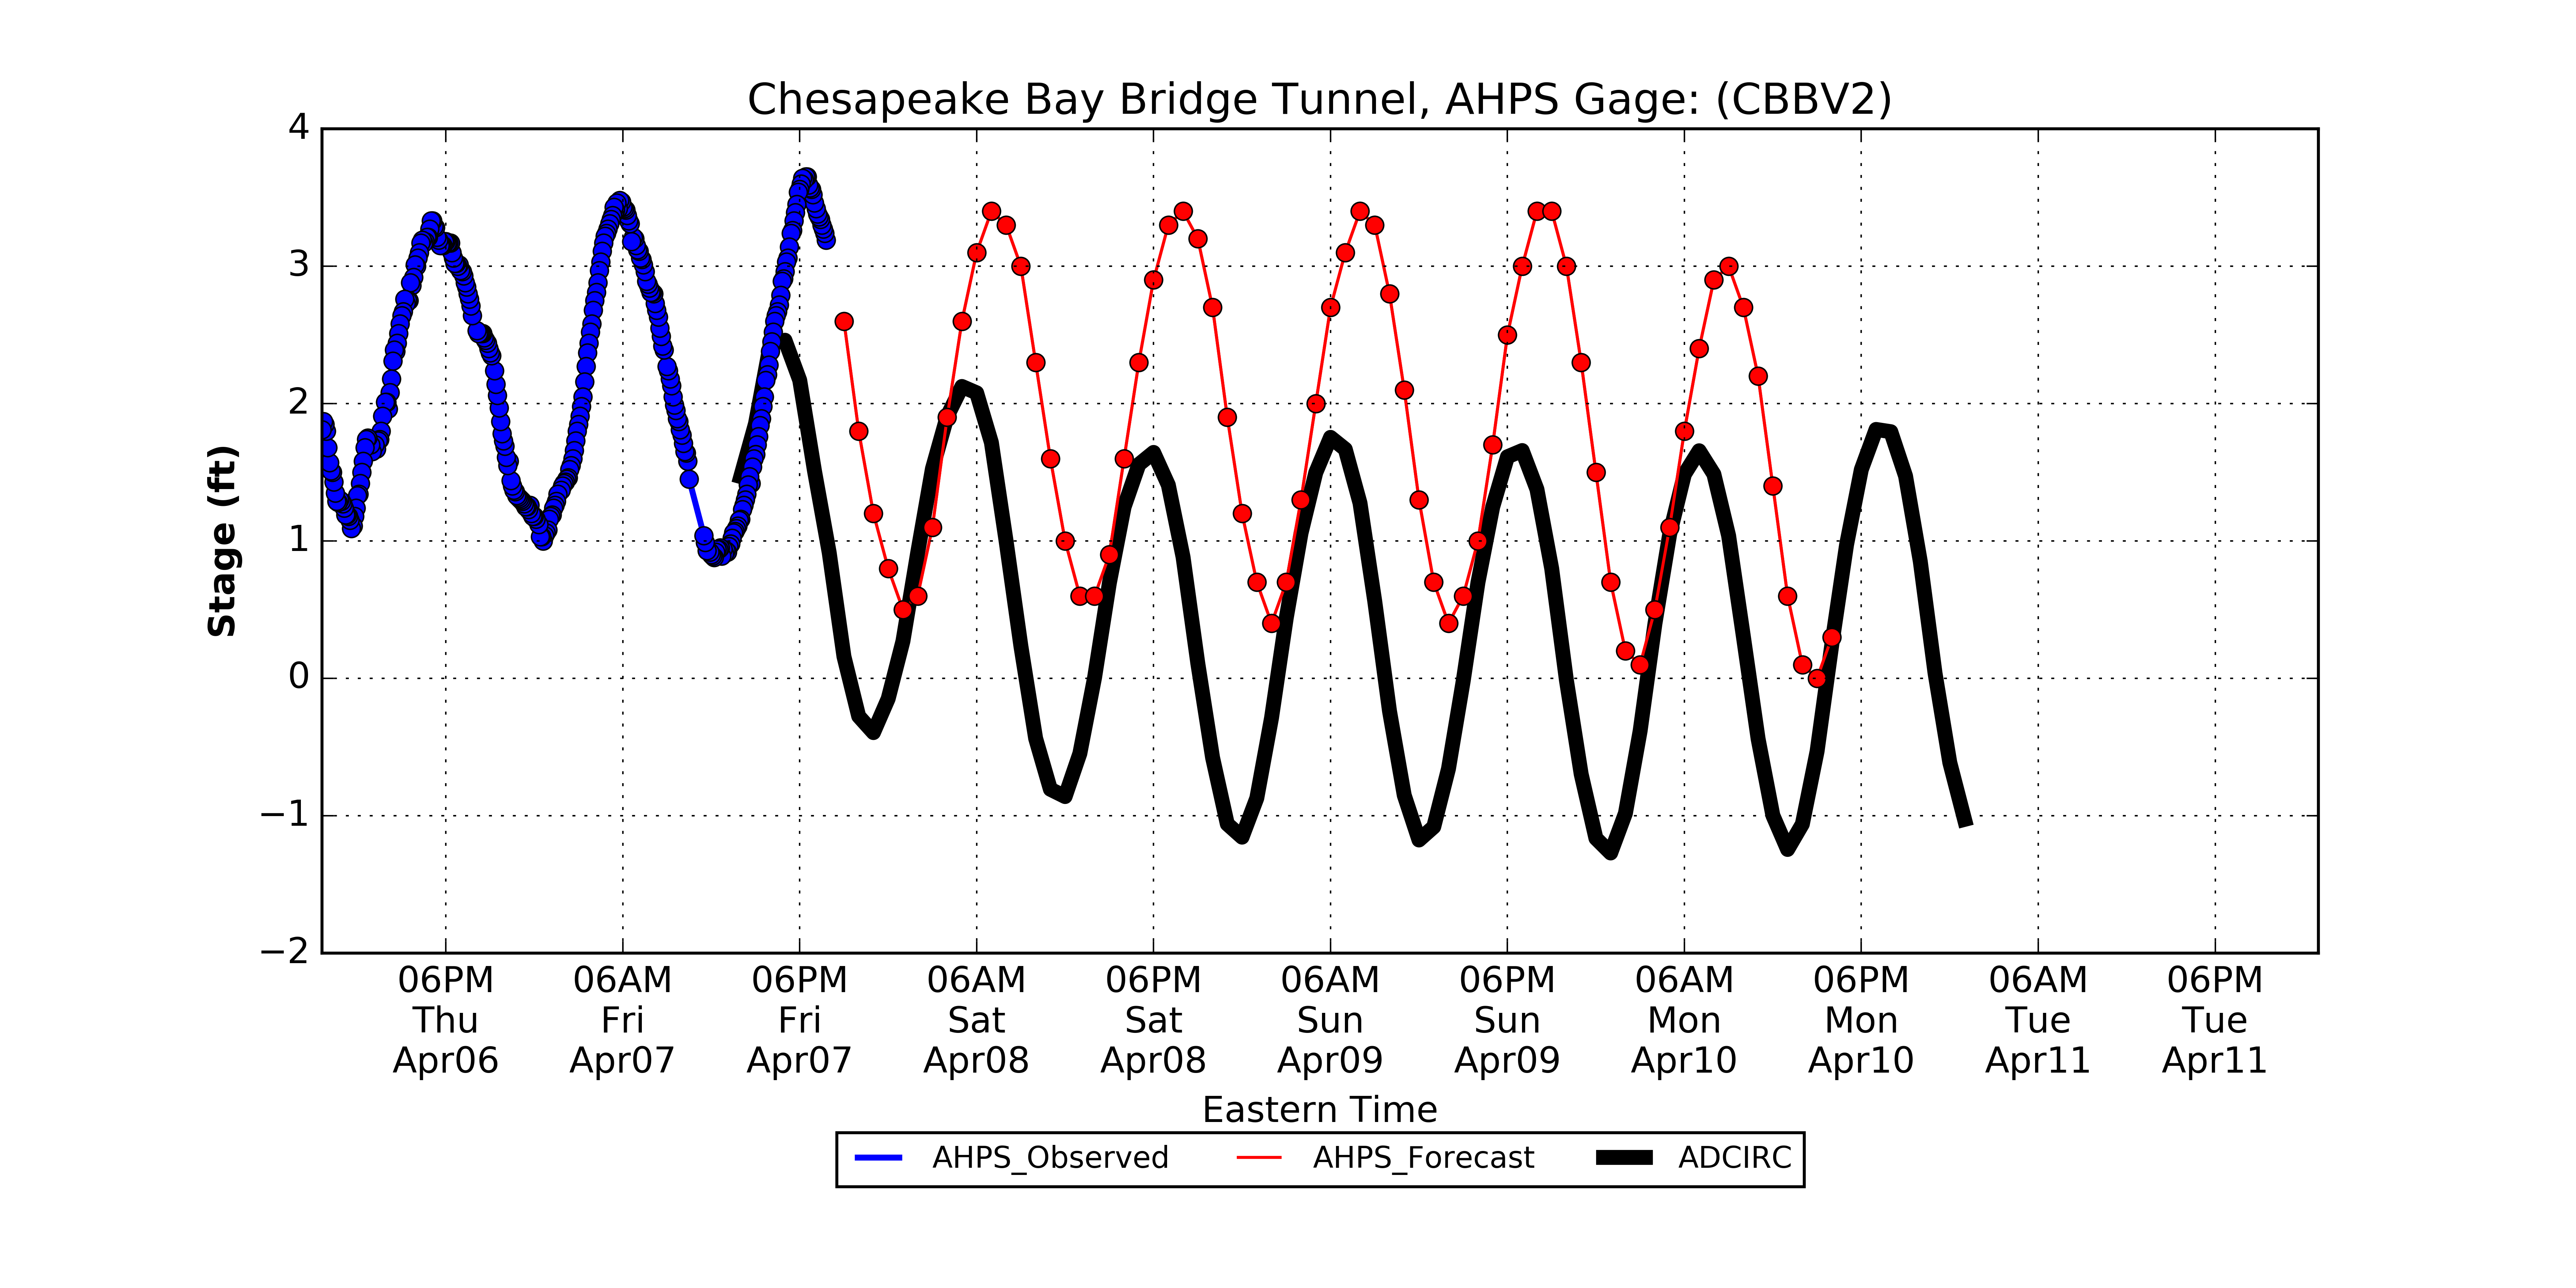 Chesapeake Bay Bridge Tunnel, AHPS Gage: (CBBV2)
4
3
2
1
0
−1
−2
Stage (ft)
06PM 06AM 06PM 06AM 06PM 06AM 06PM 06AM 06PM 06AM 06PM
Thu Fri Fri Sat Sat Sun Sun Mon Mon Tue Tue
Apr06 Apr07 Apr07 Apr08 Apr08 Apr09 Apr09 Apr10 Apr10 Apr11 Apr11
Eastern Time
AHPS_Observed AHPS_Forecast ADCIRC